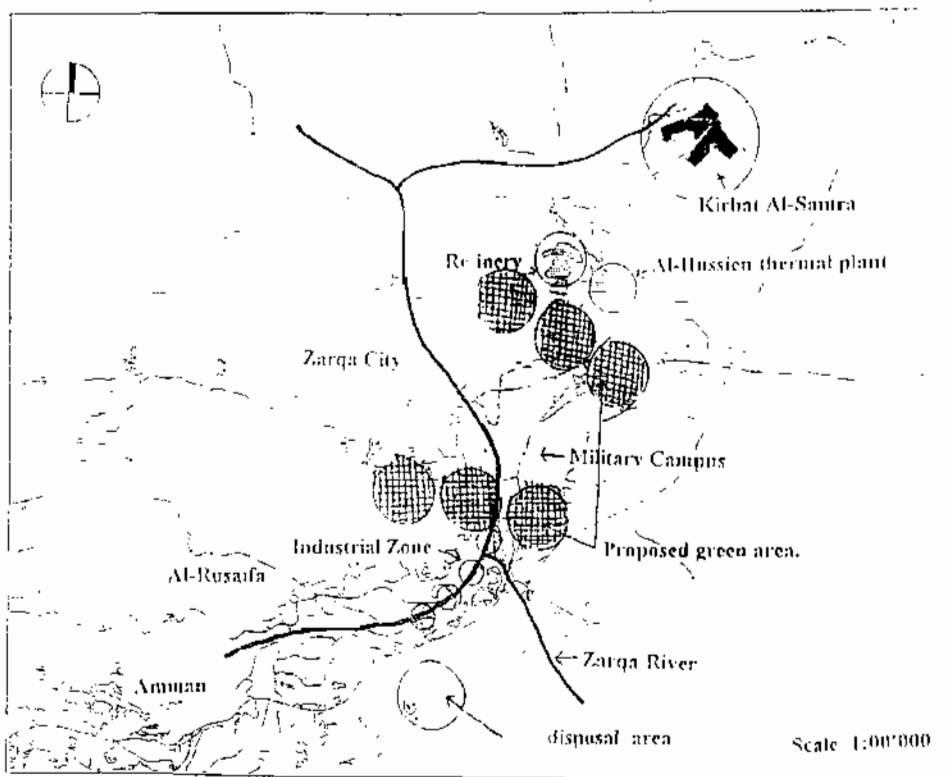 Kirbat Al-Samra
Re inery
Al-Hussien thermal plant
Zarqa City
Military Campus
Industrial Zone
Proposed green area.
Al-Rusaifa
Zarqa River
Amman
disposal area
Scale 1:00'000